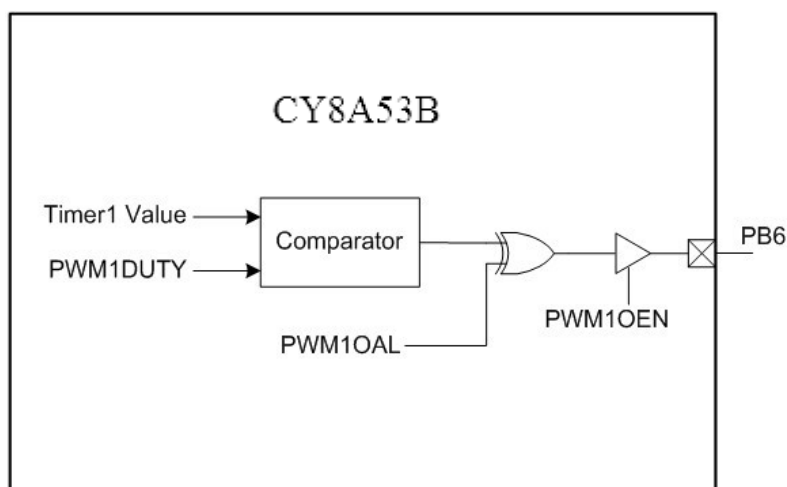 CY8A53B
Timer1 Value
Comparator
PB6
PWM1DUTY
PWM1OEN
PWM1OAL